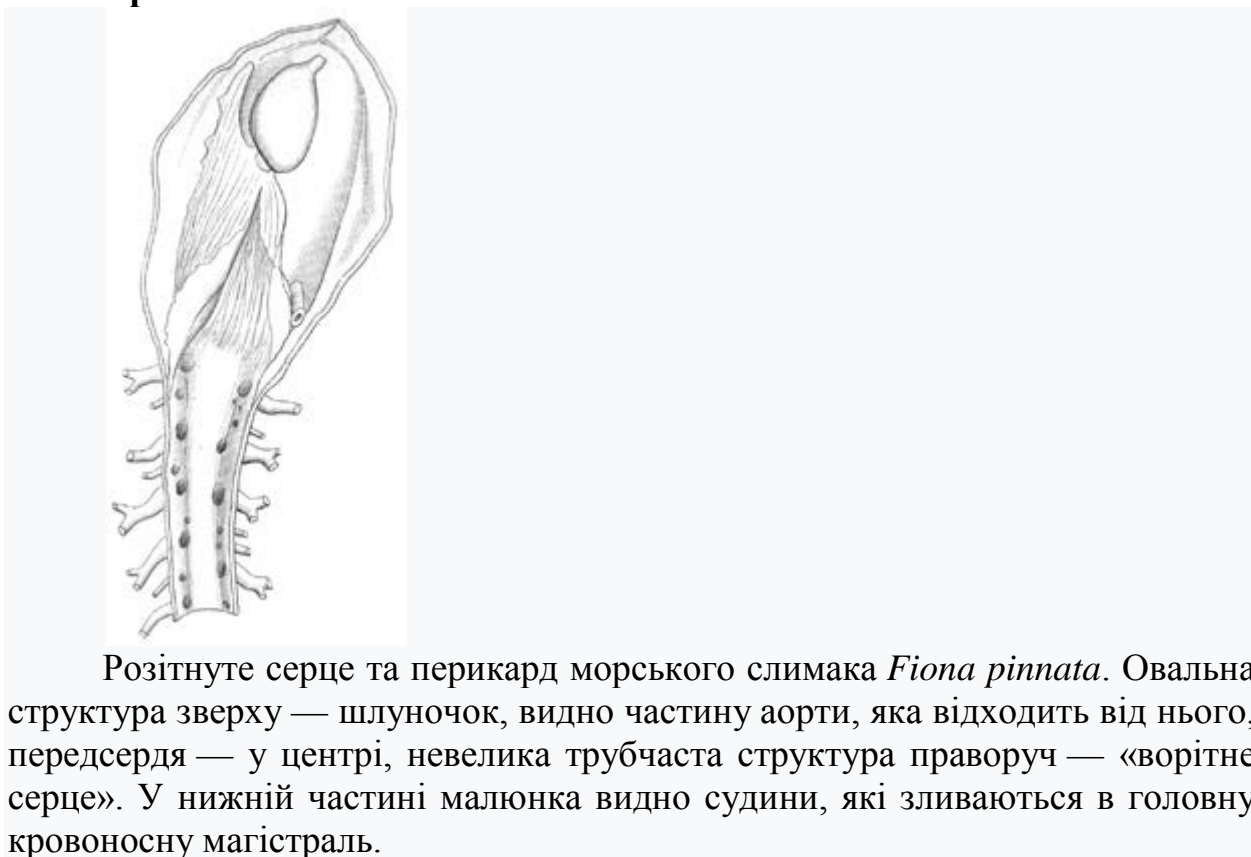 Розітнуте серце та перикард морського слимака Fiona pinnata. Овальна
структура зверху — шлуночок, видно частину аорти, яка відходить від нього,
передсердя — у центрі, невелика трубчаста структура праворуч — «ворітне
серце». У нижній частині малюнка видно судини, які зливаються в головну
кровоносну магістраль.